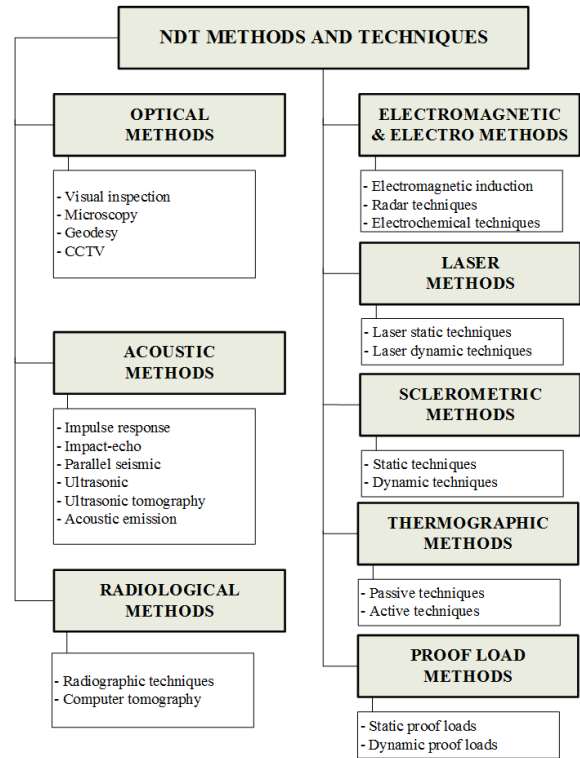 NDT METHODS AND TECHNIQUES
OPTICAL
METHODS
- Visual inspection
- Microscopy
- Geodesy
- CCTV
ACOUSTIC
METHODS
- Impulse response
- Impact-echo
- Parallel seismic
- Ultrasonic
- Ultrasonic tomography
- Acoustic emission
RADIOLOGICAL
METHODS
- Radiographic techniques
- Computer tomography
ELECTROMAGNETIC
& ELECTRO METHODS
- Electromagnetic induction
- Radar techniques
- Electrochemical techniques
LASER
METHODS
- Laser static techniques
- Laser dynamic techniques
SCLEROMETRIC
METHODS
- Static techniques
- Dynamic techniques
THERMOGRAPHIC
METHODS
- Passive techniques
- Active techniques
PROOF LOAD
METHODS
- Static proof loads
- Dynamic proof loads